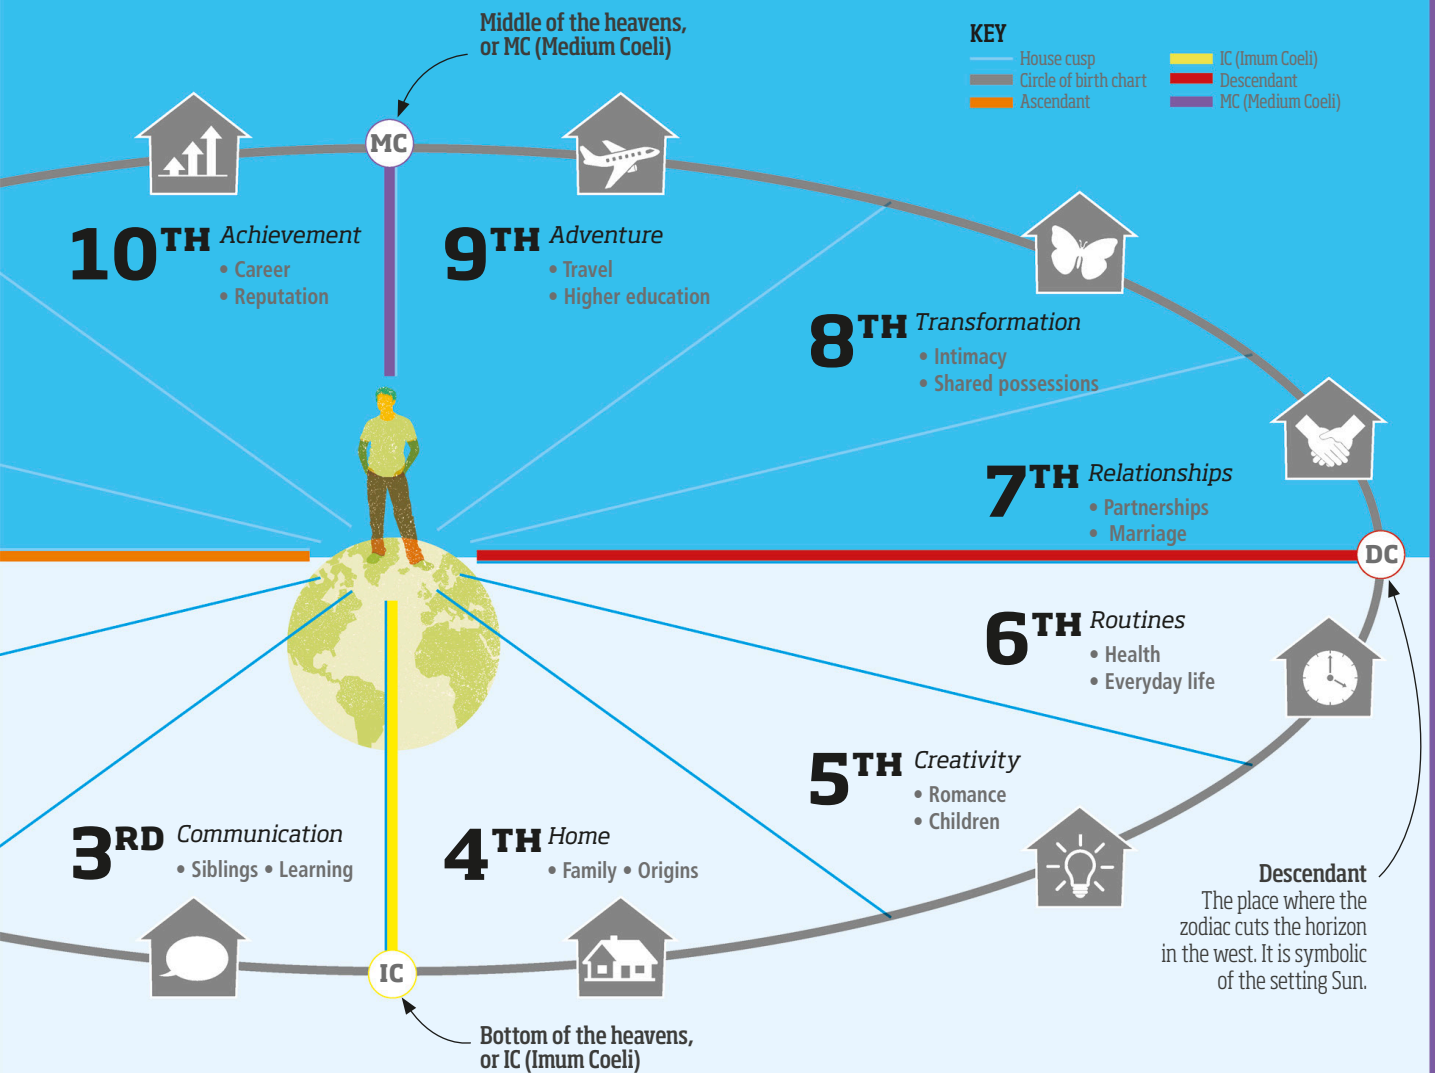 Middle of the heavens,
or MC (Medium Coeli)
KEY
House cusp
Circle of birth chart
Ascendant
IC (Imum Coeli)
Descendant
MC (Medium Coeli)
MC
10TH Achievement
• Career
• Reputation
9TH Adventure
• Travel
• Higher education
8TH Transformation
• Intimacy
• Shared possessions
7TH Relationships
• Partnerships
• Marriage
DC
6TH Routines
• Health
• Everyday life
5TH Creativity
• Romance
• Children
3RD Communication
• Siblings • Learning
4TH Home
• Family • Origins
Descendant
The place where the
zodiac cuts the horizon
in the west. It is symbolic
of the setting Sun.
IC
Bottom of the heavens,
or IC (Imum Coeli)